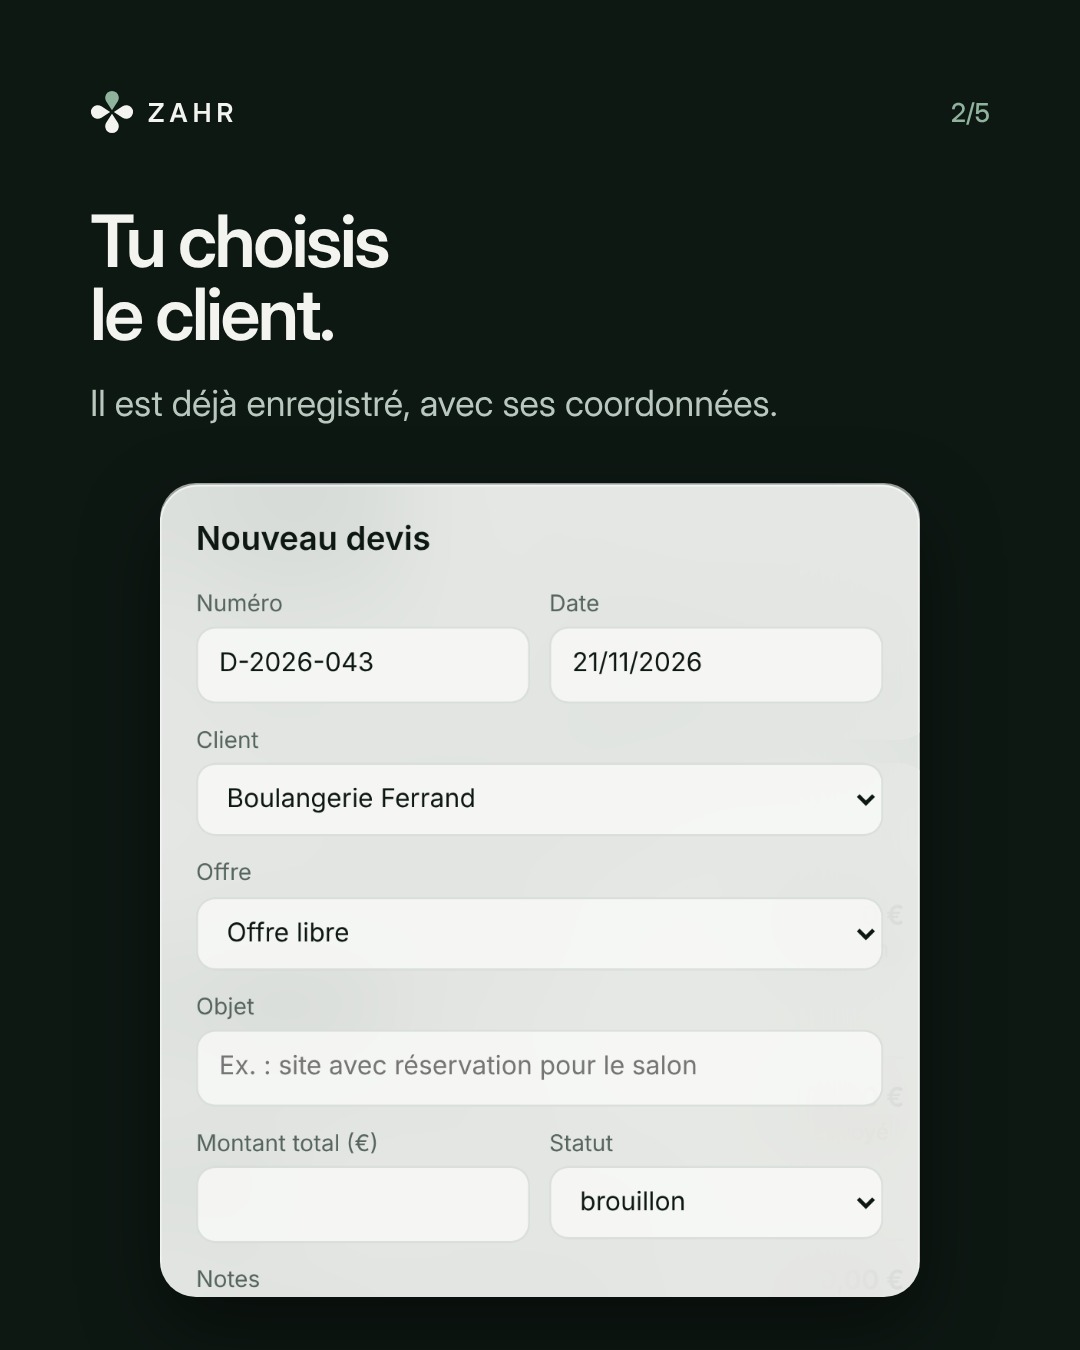 ZAHR
2/5
Tu choisis
le client.
Il est déjà enregistré, avec ses coordonnées.
Nouveau devis
Numéro Date
D-2026-043 21/11/2026
Client
Boulangerie Ferrand
Offre
Offre libre
€
Objet
Ex. : site avec réservation pour le salon
€
Montant total (€) Statut
brouillon
Notes
00 €